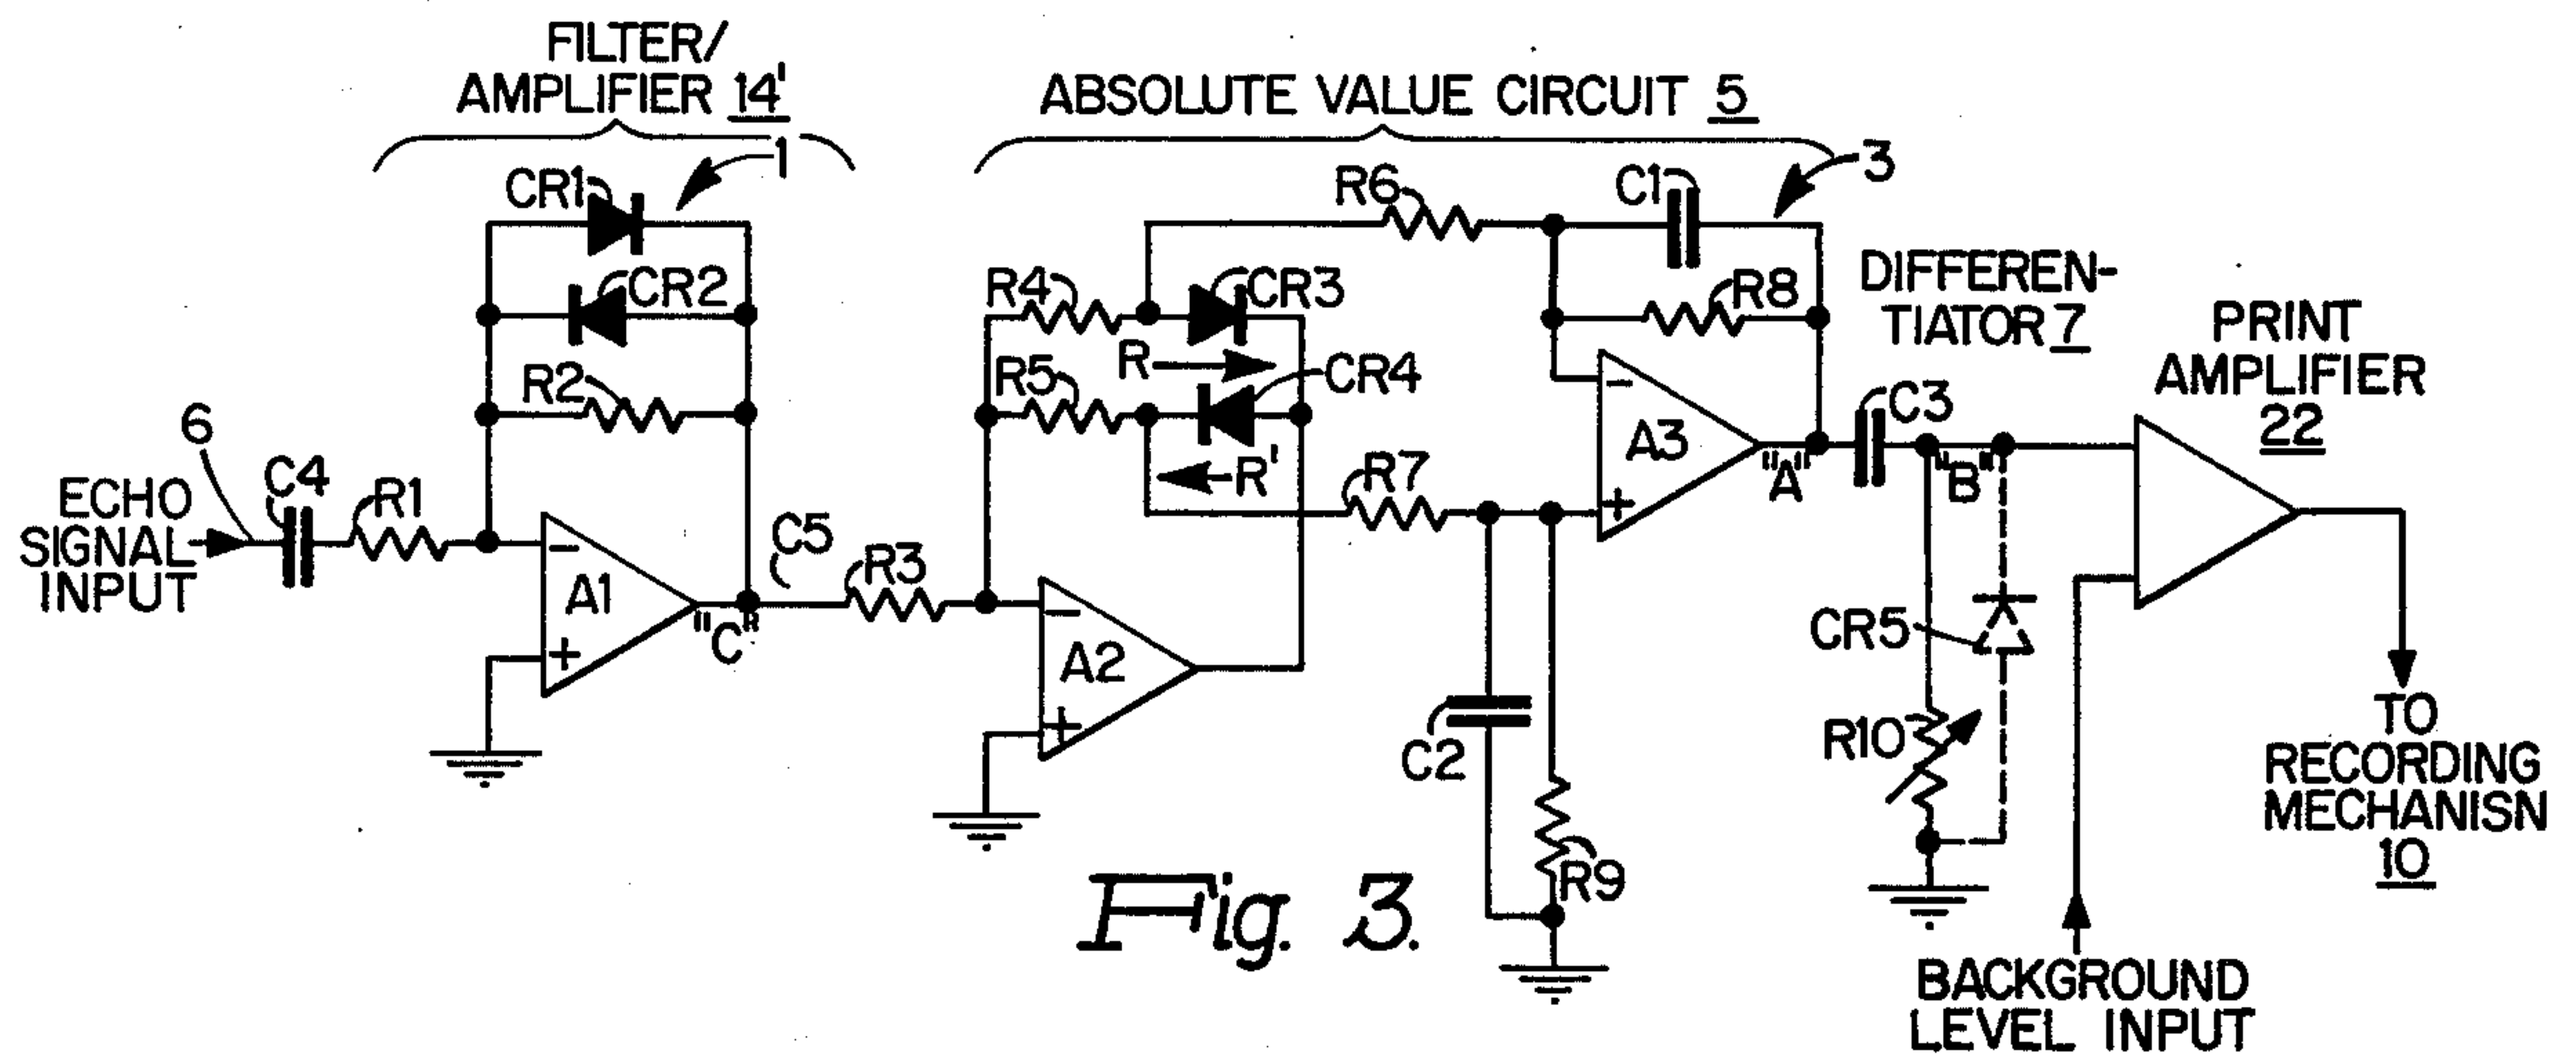 FILTER/
AMPLIFIER 14'
1
ABSOLUTE VALUE CIRCUIT 5
3
CR1
CR2
R2
6
C4
R1
ECHO
SIGNAL
INPUT
-
A1
+
"C"
C5
R3
R4
CR3
R
R5
CR4
R'
-
A2
+
R6
C1
R8
R7
-
A3
+
"A"
C2
R9
DIFFEREN-
TIATOR 7
C3
"B"
CR5
R10
PRINT
AMPLIFIER
22
TO
RECORDING
MECHANISN
10
BACKGROUND
LEVEL INPUT
Fig. 3.